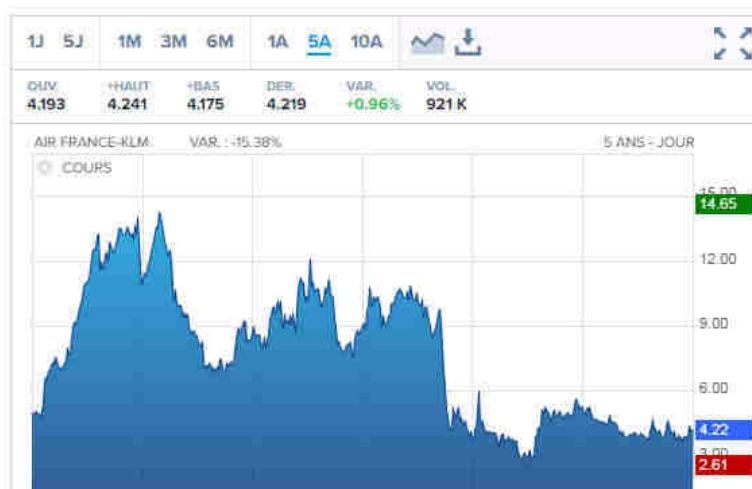 1J 5J 1M 3M 6M 1A 5A 10A
OUV. +HAUT +BAS DER. VAR. VOL.
4.193 4.241 4.175 4.219 +0.96% 921 K
AIR FRANCE-KLM VAR. : -15.38% 5 ANS - JOUR
COURS
15.00
14.65
12.00
9.00
6.00
4.22
3.00
2.61